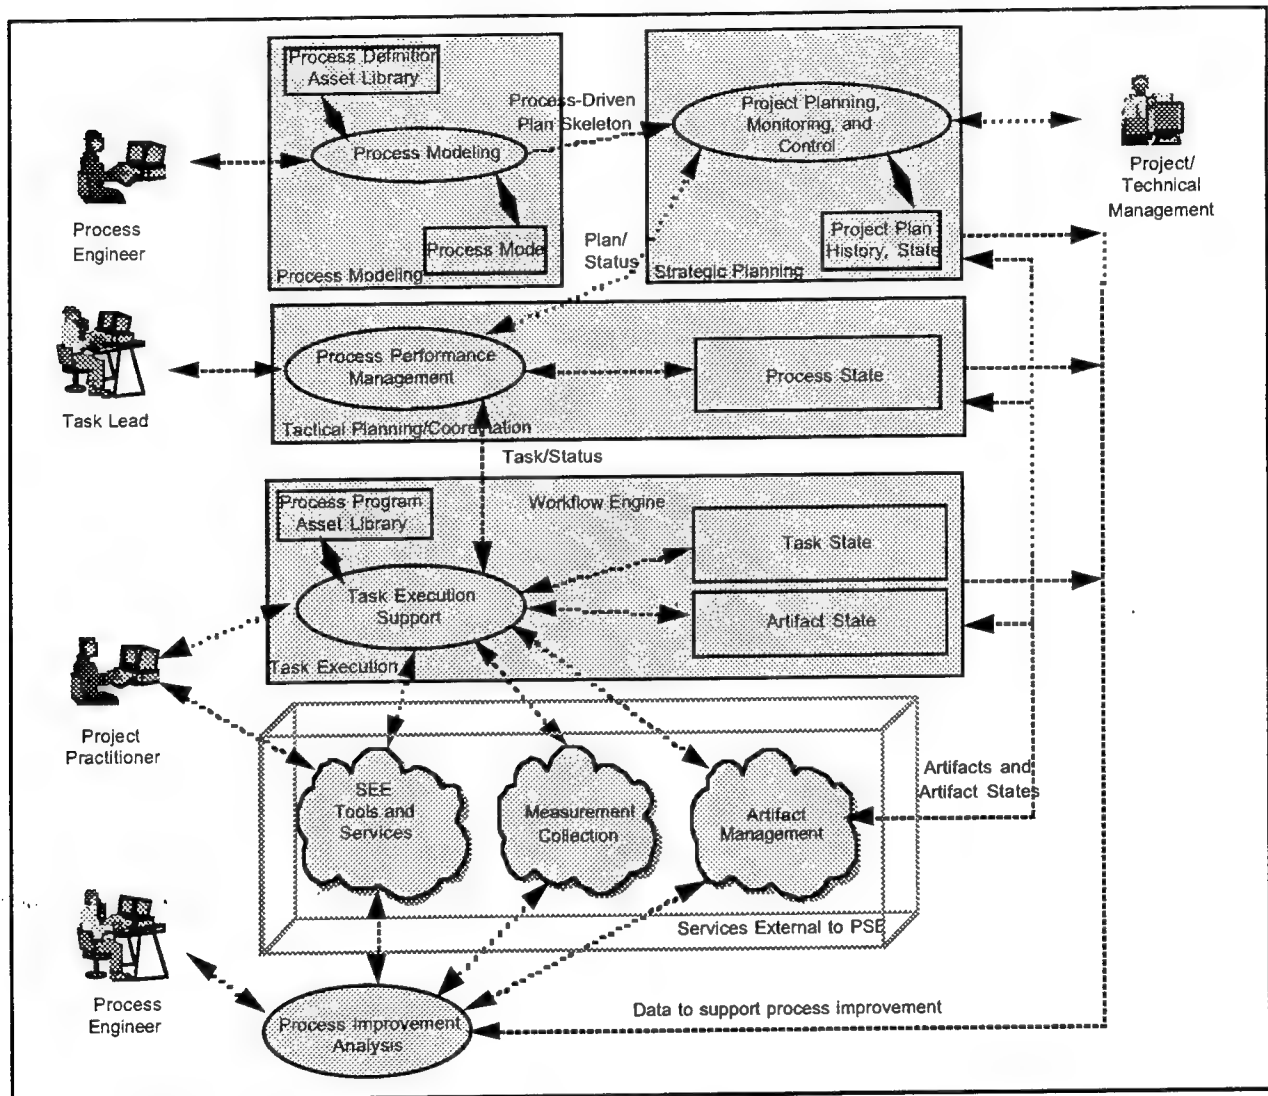 Process Definition
Asset Library
Process-Driven
Plan Skeleton
Process Modeling
Process Model
Process Modeling
Project Planning,
Monitoring, and
Control
Project Plan
History, State
Strategic Planning
Plan/
Status
Process
Engineer
Project/
Technical
Management
Process Performance
Management
Process State
Tactical Planning/Coordination
Task Lead
Task/Status
Process Program
Asset Library
Workflow Engine
Task State
Task Execution
Support
Artifact State
Task Execution
Project
Practitioner
SEE
Tools and
Services
Measurement
Collection
Artifact
Management
Artifacts and
Artifact States
Services External to PSE
Process
Engineer
Process Improvement
Analysis
Data to support process improvement